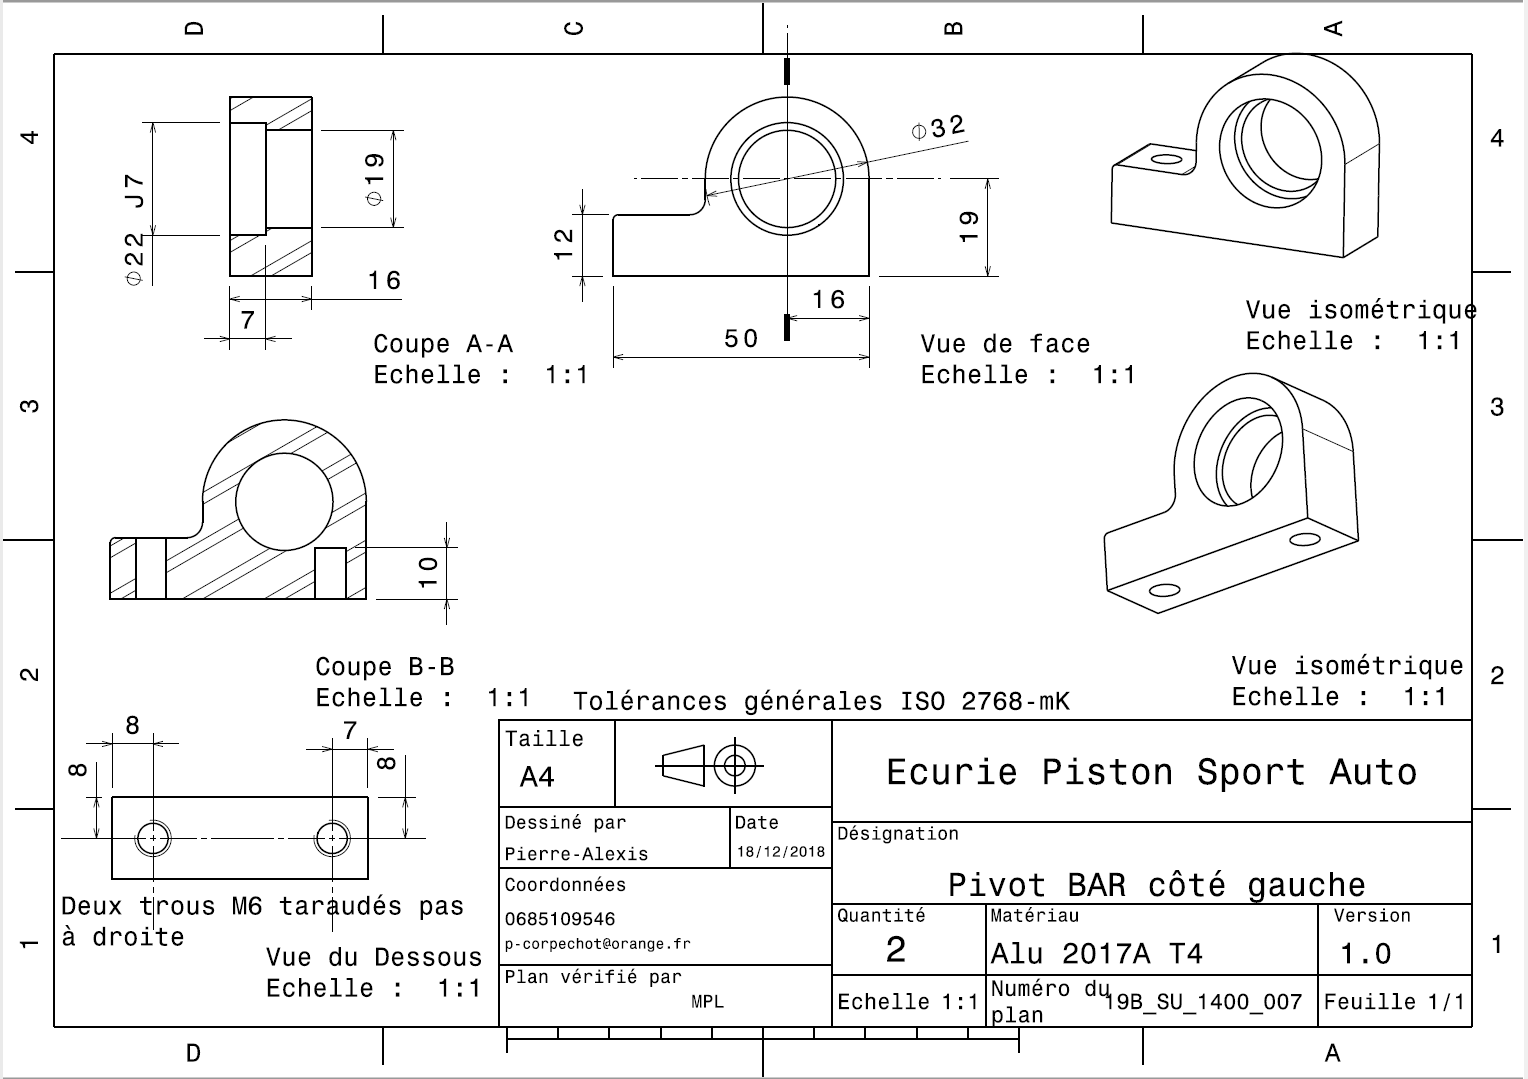 D
C
B
A
4
4
3
3
2
2
1
1
D
A
⌀22 J7
⌀19
16
7
Coupe A-A
Echelle : 1:1
⌀32
12
19
16
50
Vue de face
Echelle : 1:1
Vue isométrique
Echelle : 1:1
10
Coupe B-B
Echelle : 1:1
Vue isométrique
Echelle : 1:1
8
7
8
8
Deux trous M6 taraudés pas
à droite
Vue du Dessous
Echelle : 1:1
Tolérances générales ISO 2768-mK
Taille
A4
Ecurie Piston Sport Auto
Dessiné par
Pierre-Alexis
Date
18/12/2018
Désignation
Pivot BAR côté gauche
Coordonnées
0685109546
p-corpechot@orange.fr
Quantité
2
Matériau
Alu 2017A T4
Version
1.0
Plan vérifié par
MPL
Echelle 1:1
Numéro du
plan
19B_SU_1400_007
Feuille 1/1